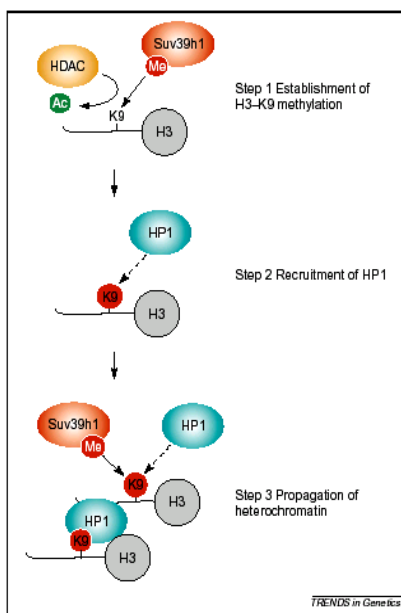 Suv39h1
HDAC
Me
Ac
K9
H3
Step 1 Establishment of
H3–K9 methylation
HP1
K9
H3
Step 2 Recruitment of HP1
Suv39h1
Me
HP1
K9
H3
HP1
K9
H3
Step 3 Propagation of
heterochromatin
TRENDS in Genetics